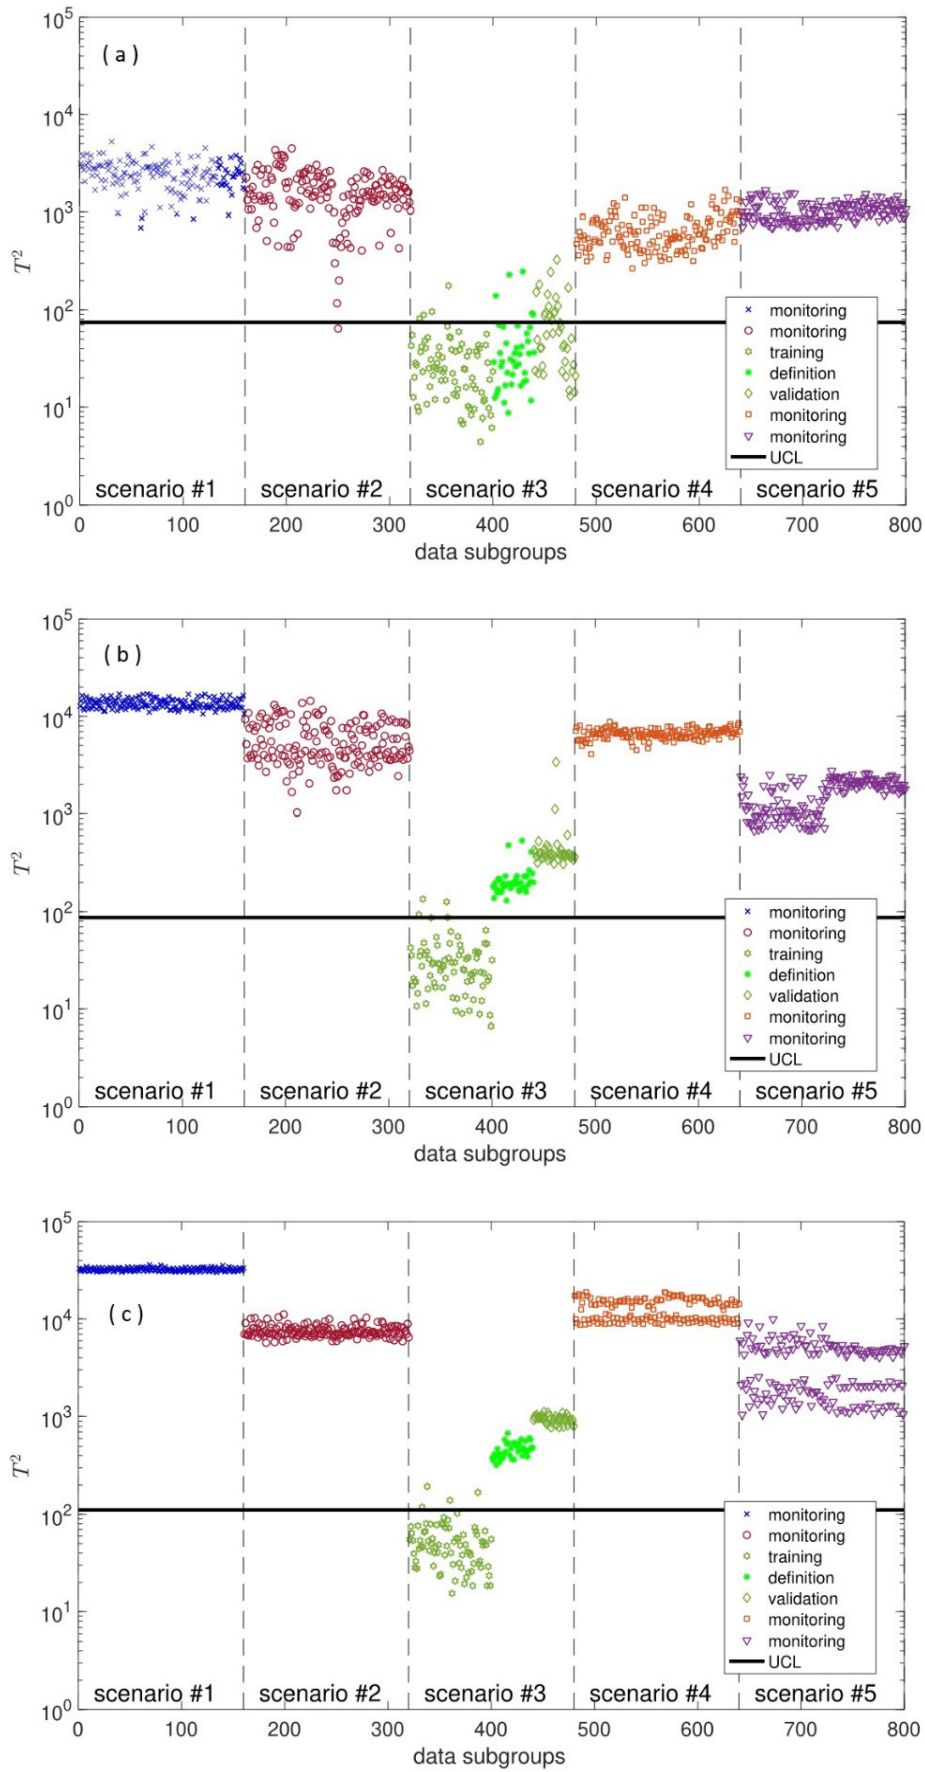 10^5
( a )
10^4
10^3
T^2
10^2
monitoring
monitoring
training
definition
10^1
validation
monitoring
monitoring
UCL
scenario #1 scenario #2 scenario #3 scenario #4 scenario #5
10^0
0 100 200 300 400 500 600 700 800
data subgroups
10^5
( b )
10^4
10^3
T^2
10^2
monitoring
monitoring
training
definition
10^1
validation
monitoring
monitoring
UCL
scenario #1 scenario #2 scenario #3 scenario #4 scenario #5
10^0
0 100 200 300 400 500 600 700 800
data subgroups
10^5
( c )
10^4
10^3
T^2
10^2
monitoring
monitoring
training
definition
10^1
validation
monitoring
monitoring
UCL
scenario #1 scenario #2 scenario #3 scenario #4 scenario #5
10^0
0 100 200 300 400 500 600 700 800
data subgroups